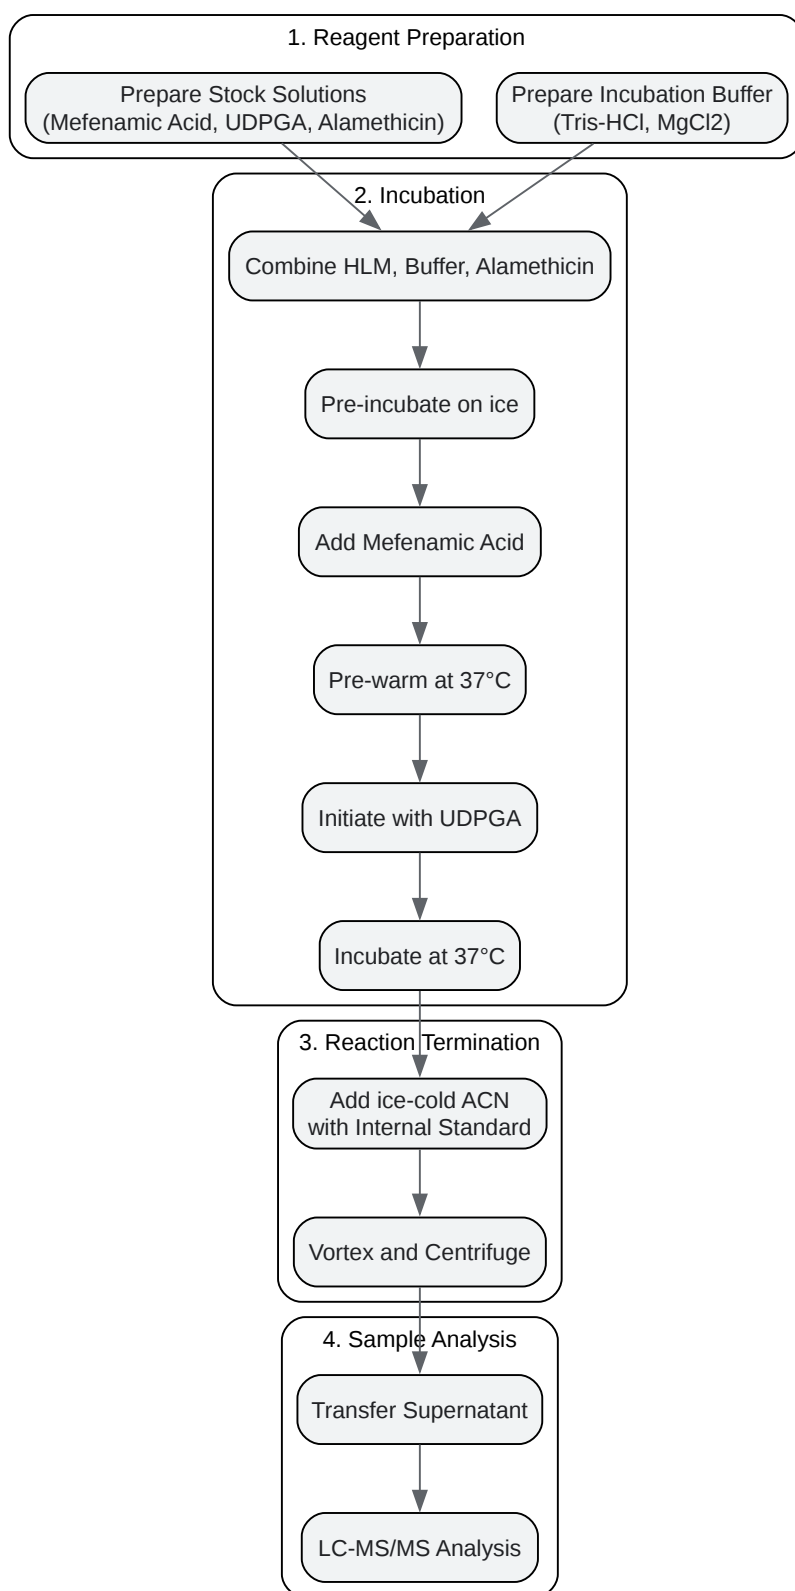 1. Reagent Preparation
Prepare Stock Solutions
(Mefenamic Acid, UDPGA, Alamethicin)
Prepare Incubation Buffer
(Tris-HCl, MgCl2)
2. Incubation
Combine HLM, Buffer, Alamethicin
Pre-incubate on ice
Add Mefenamic Acid
Pre-warm at 37°C
Initiate with UDPGA
Incubate at 37°C
3. Reaction Termination
Add ice-cold ACN
with Internal Standard
Vortex and Centrifuge
4. Sample Analysis
Transfer Supernatant
LC-MS/MS Analysis